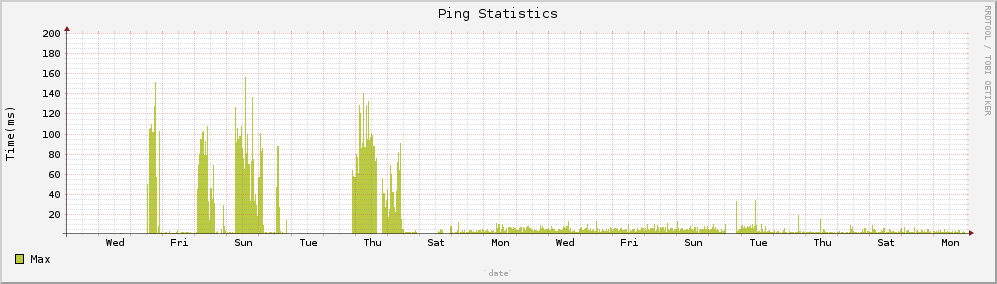 Ping Statistics
RRDTOOL / TOBI OETIKER
Time(ms)
200
180
160
140
120
100
80
60
40
20
Wed Fri Sun Tue Thu Sat Mon Wed Fri Sun Tue Thu Sat Mon
Max
`date`